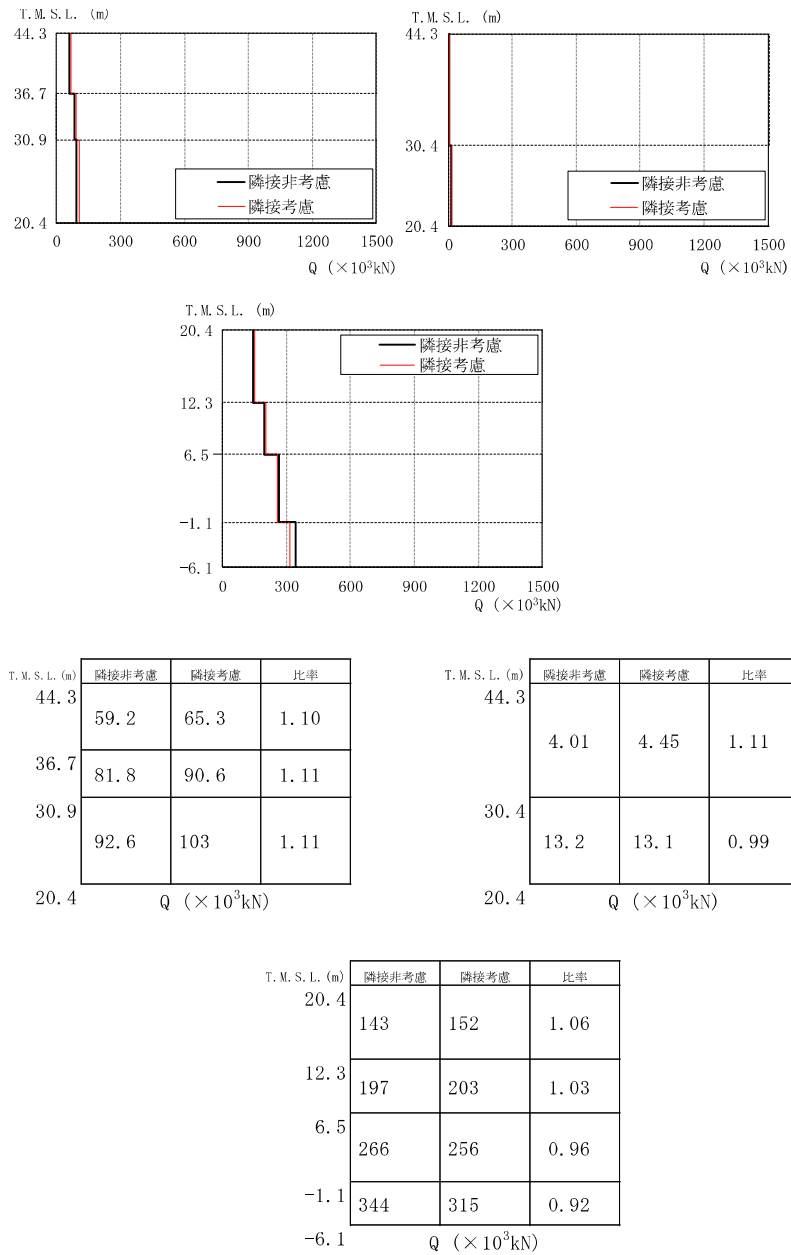 T.M.S.L. (m)
44.3
36.7
30.9
20.4
隣接非考慮
隣接考慮
0 300 600 900 1200 1500
Q (×10³kN)
T.M.S.L. (m)
44.3
30.4
20.4
隣接非考慮
隣接考慮
0 300 600 900 1200 1500
Q (×10³kN)
T.M.S.L. (m)
20.4
12.3
6.5
-1.1
-6.1
隣接非考慮
隣接考慮
0 300 600 900 1200 1500
Q (×10³kN)
T.M.S.L.(m) 隣接非考慮 隣接考慮 比率
44.3
59.2 65.3 1.10
36.7
81.8 90.6 1.11
30.9
92.6 103 1.11
20.4
Q (×10³kN)
T.M.S.L.(m) 隣接非考慮 隣接考慮 比率
44.3
4.01 4.45 1.11
30.4
13.2 13.1 0.99
20.4
Q (×10³kN)
T.M.S.L.(m) 隣接非考慮 隣接考慮 比率
20.4
143 152 1.06
12.3
197 203 1.03
6.5
266 256 0.96
-1.1
344 315 0.92
-6.1
Q (×10³kN)